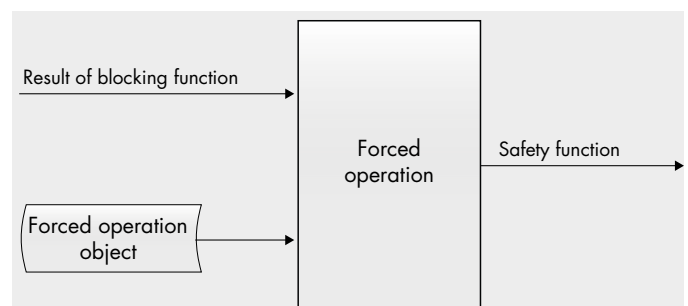 Result of blocking function
Forced
operation
Safety function
Forced operation
object